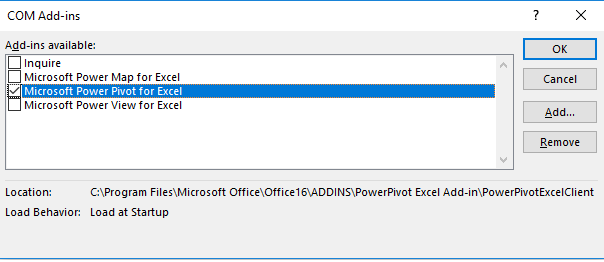 COM Add-ins
?
Add-ins available:
OK
Inquire
Microsoft Power Map for Excel
Cancel
Microsoft Power Pivot for Excel
Microsoft Power View for Excel
Add...
Remove
Location: C:\Program Files\Microsoft Office\Office16\ADDINS\PowerPivot Excel Add-in\PowerPivotExcelClient
Load Behavior: Load at Startup